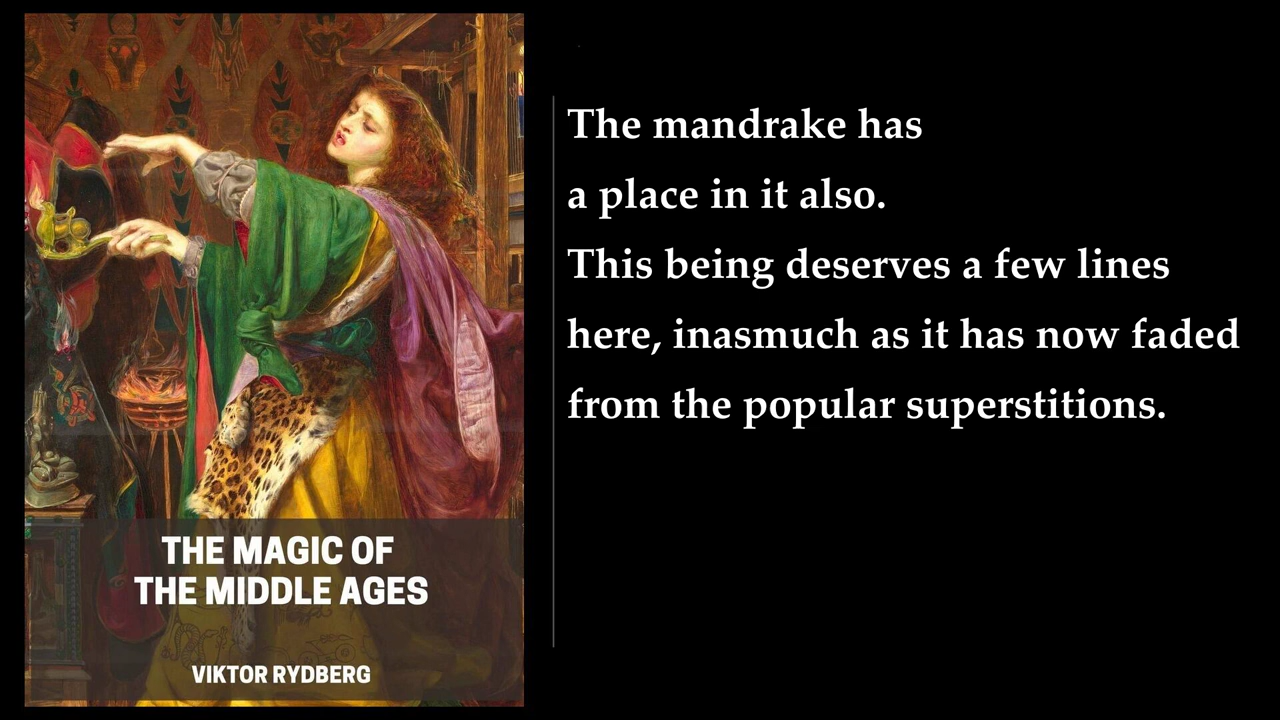 THE MAGIC OF
THE MIDDLE AGES
VIKTOR RYDBERG
The mandrake has
a place in it also.
This being deserves a few lines
here, inasmuch as it has now faded
from the popular superstitions.